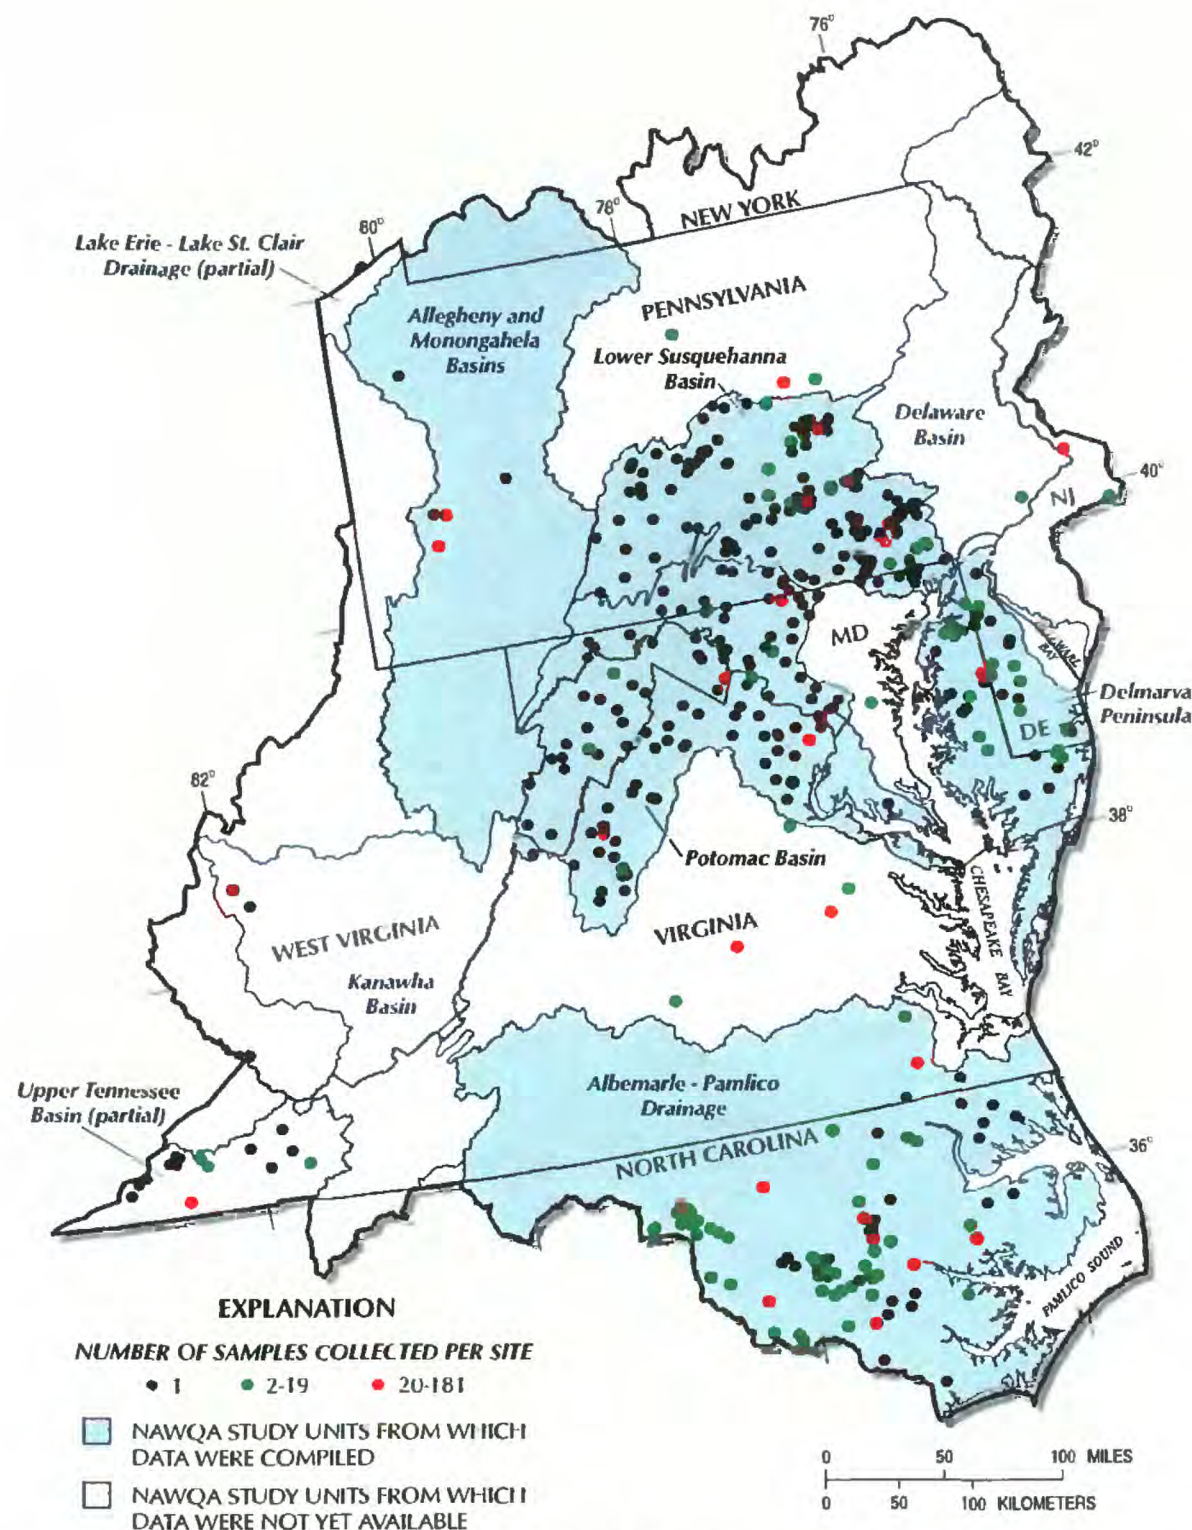 76°
42°
78°
NEW YORK
80°
Lake Erie - Lake St. Clair
Drainage (partial)
PENNSYLVANIA
Allegheny and
Monongahela
Basins
Lower Susquehanna
Basin
Delaware
Basin
40°
NJ
MD
BAY
Delmarva
Peninsula
DE
82°
38°
Potomac Basin
CHESAPEAKE BAY
VIRGINIA
WEST VIRGINIA
Kanawha
Basin
Upper Tennessee
Basin (partial)
Albemarle - Pamlico
Drainage
36°
NORTH CAROLINA
PAMLICO SOUND
EXPLANATION
NUMBER OF SAMPLES COLLECTED PER SITE
1 2-19 20-181
NAWQA STUDY UNITS FROM WHICH
DATA WERE COMPILED
NAWQA STUDY UNITS FROM WHICH
DATA WERE NOT YET AVAILABLE
0 50 100 MILES
0 50 100 KILOMETERS